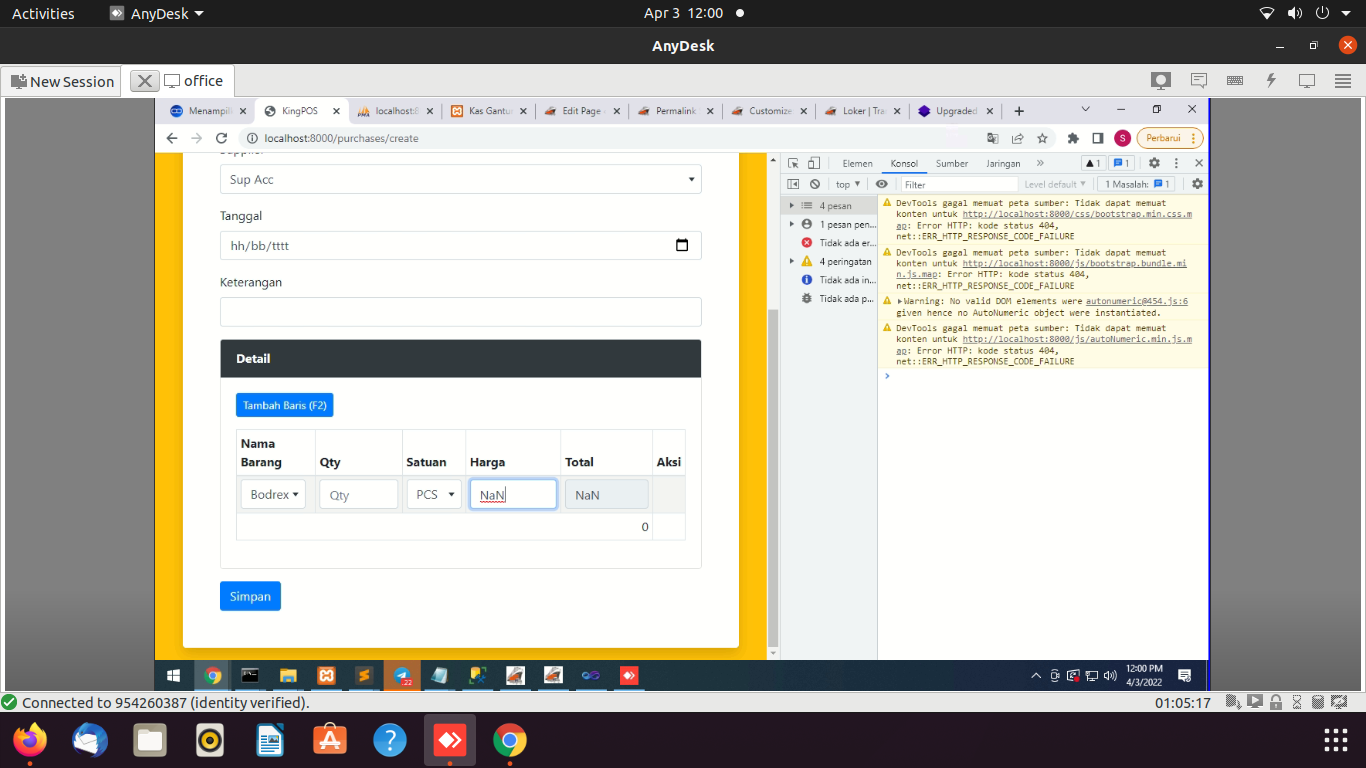 Activities
AnyDesk
Apr 3 12:00
AnyDesk
New Session
office
Menampil
KingPOS
localhost:8
Kas Gantu
Edit Page
Permalink
Customize
Loker | Tra
Upgraded
localhost:8000/purchases/create
S
Perbarui
Elemen
Konsol
Sumber
Jaringan
1
1
top
Filter
Level default
1 Masalah:
1
Sup Acc
Tanggal
hh/bb/tttt
Keterangan
Detail
Tambah Baris (F2)
Nama Barang
Qty
Satuan
Harga
Total
Aksi
Bodrex
Qty
PCS
NaN
NaN
0
Simpan
4 pesan
1 pesan pen...
Tidak ada er...
4 peringatan
Tidak ada in...
Tidak ada p...
DevTools gagal memuat peta sumber: Tidak dapat memuat
konten untuk http://localhost:8000/css/bootstrap.min.css.m
ap: Error HTTP: kode status 404,
net::ERR_HTTP_RESPONSE_CODE_FAILURE
DevTools gagal memuat peta sumber: Tidak dapat memuat
konten untuk http://localhost:8000/js/bootstrap.bundle.mi
n.js.map: Error HTTP: kode status 404,
net::ERR_HTTP_RESPONSE_CODE_FAILURE
Warning: No valid DOM elements were autonumeric@454.js:6
given hence no AutoNumeric object were instantiated.
DevTools gagal memuat peta sumber: Tidak dapat memuat
konten untuk http://localhost:8000/js/autoNumeric.min.js.m
ap: Error HTTP: kode status 404,
net::ERR_HTTP_RESPONSE_CODE_FAILURE
22
12:00 PM
4/3/2022
Connected to 954260387 (identity verified).
01:05:17